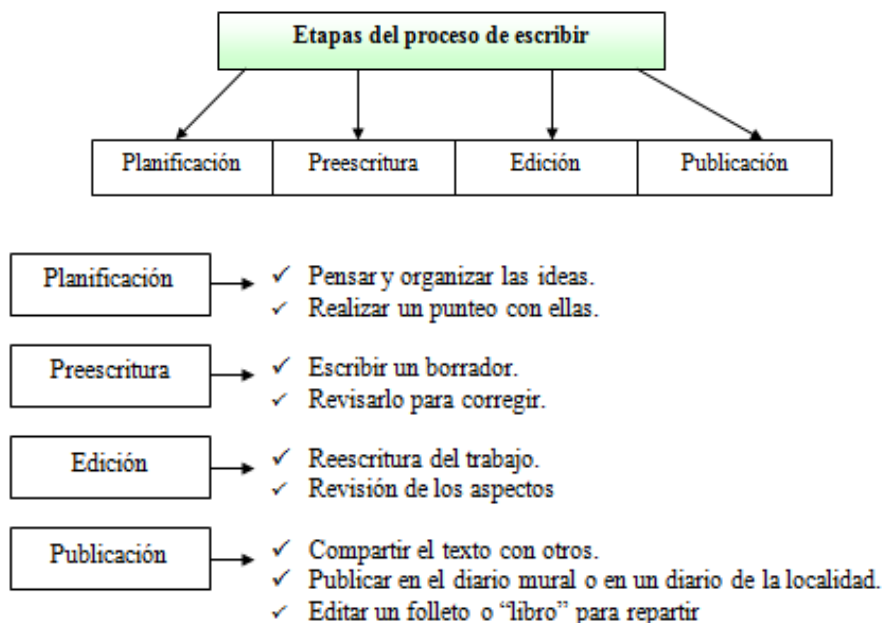 Etapas del proceso de escribir
Planificación Preescritura Edición Publicación
Planificación
✓ Pensar y organizar las ideas.
✓ Realizar un punteo con ellas.
Preescritura
✓ Escribir un borrador.
✓ Revisarlo para corregir.
Edición
✓ Reescritura del trabajo.
✓ Revisión de los aspectos
Publicación
✓ Compartir el texto con otros.
✓ Publicar en el diario mural o en un diario de la localidad.
✓ Editar un folleto o “libro” para repartir